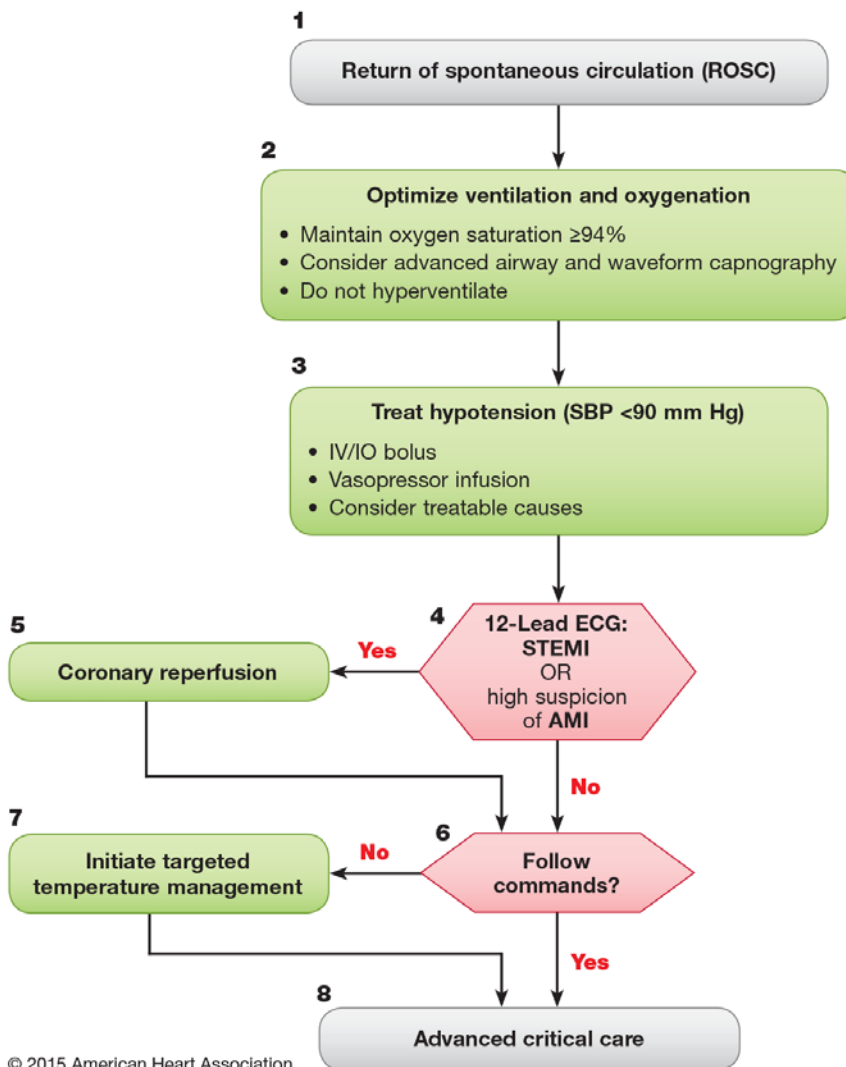 1
Return of spontaneous circulation (ROSC)
2
Optimize ventilation and oxygenation
• Maintain oxygen saturation ≥94%
• Consider advanced airway and waveform capnography
• Do not hyperventilate
3
Treat hypotension (SBP <90 mm Hg)
• IV/IO bolus
• Vasopressor infusion
• Consider treatable causes
4
12-Lead ECG:
STEMI
OR
high suspicion
of AMI
Yes
5
Coronary reperfusion
No
6
Follow
commands?
No
7
Initiate targeted
temperature management
Yes
8
Advanced critical care
© 2015 American Heart Association